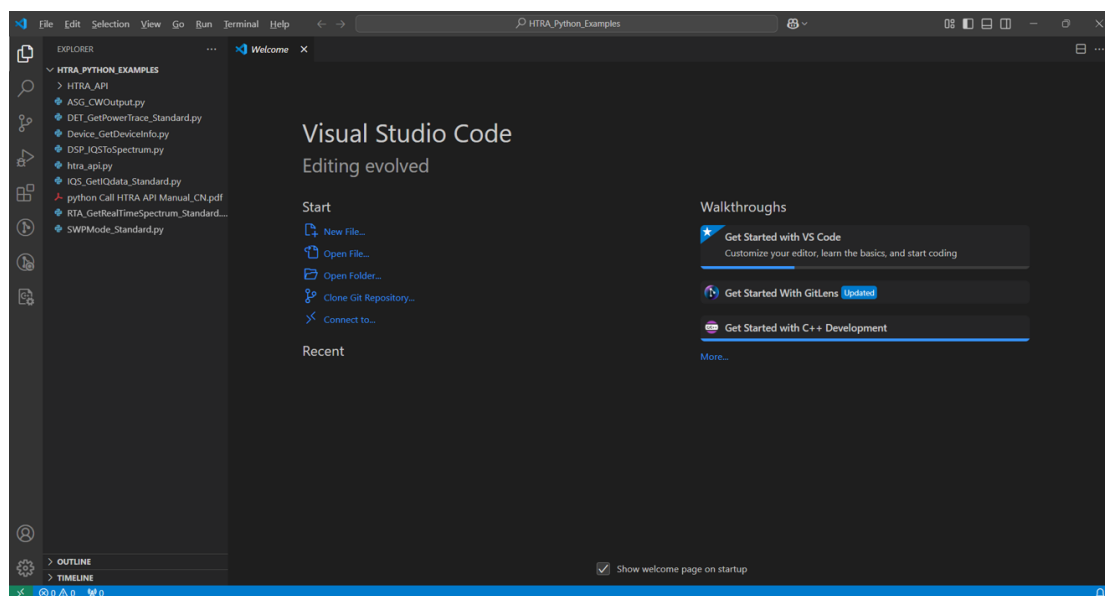 File Edit Selection View Go Run Terminal Help
HTRA_Python_Examples
EXPLORER
Welcome
HTRA_PYTHON_EXAMPLES
HTRA_API
ASG_CWOutput.py
DET_GetPowerTrace_Standard.py
Device_GetDeviceInfo.py
DSP_IQSToSpectrum.py
htra_api.py
IQS_GetIQdata_Standard.py
python Call HTRA API Manual_CN.pdf
RTA_GetRealTimeSpectrum_Standard....
SWPMode_Standard.py
OUTLINE
TIMELINE
Visual Studio Code
Editing evolved
Start
New File...
Open File...
Open Folder...
Clone Git Repository...
Connect to...
Recent
Walkthroughs
Get Started with VS Code
Customize your editor, learn the basics, and start coding
Get Started With GitLens Updated
Get Started with C++ Development
More...
Show welcome page on startup
0 0 0